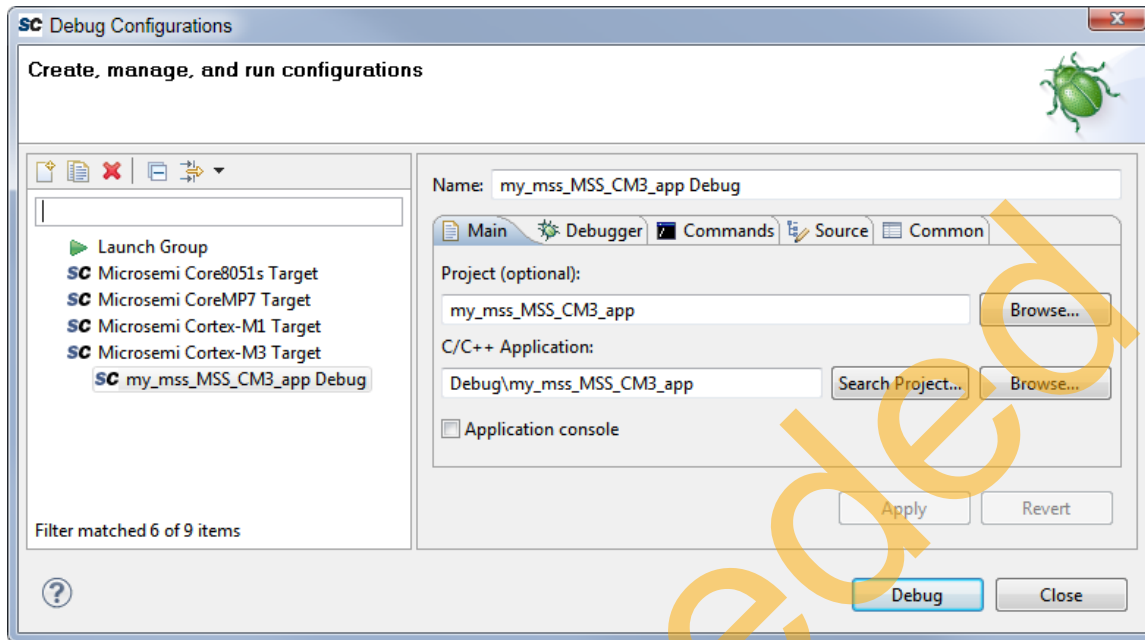 SC Debug Configurations
Create, manage, and run configurations
Name: my_mss_MSS_CM3_app Debug
Main Debugger Commands Source Common
Launch Group
SC Microsemi Core8051s Target
SC Microsemi CoreMP7 Target
SC Microsemi Cortex-M1 Target
SC Microsemi Cortex-M3 Target
SC my_mss_MSS_CM3_app Debug
Filter matched 6 of 9 items
Project (optional):
my_mss_MSS_CM3_app Browse...
C/C++ Application:
Debug\my_mss_MSS_CM3_app Search Project... Browse...
Application console
Apply Revert
? Debug Close
eded